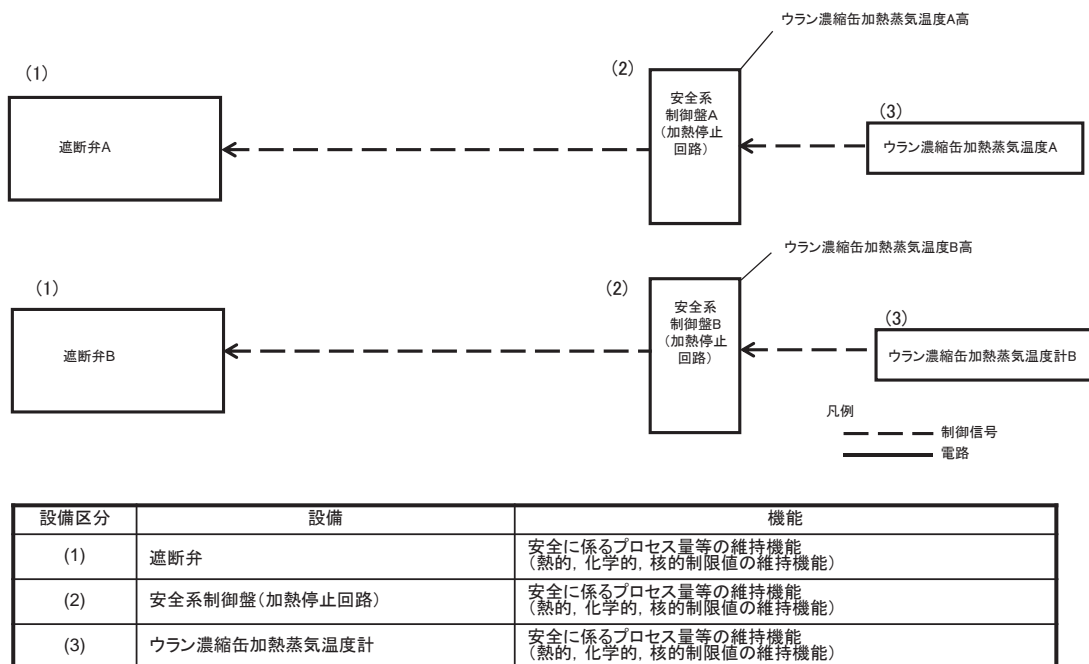 ウラン濃縮缶加熱蒸気温度A高
(1)
(2)
遮断弁A
安全系
制御盤A
(加熱停止
回路)
(3)
ウラン濃縮缶加熱蒸気温度A
ウラン濃縮缶加熱蒸気温度B高
(1)
(2)
遮断弁B
安全系
制御盤B
(加熱停止
回路)
(3)
ウラン濃縮缶加熱蒸気温度計B
凡例
制御信号
電路
設備区分 設備 機能
(1) 遮断弁 安全に係るプロセス量等の維持機能
(熱的, 化学的, 核的制限値の維持機能)
(2) 安全系制御盤(加熱停止回路) 安全に係るプロセス量等の維持機能
(熱的, 化学的, 核的制限値の維持機能)
(3) ウラン濃縮缶加熱蒸気温度計 安全に係るプロセス量等の維持機能
(熱的, 化学的, 核的制限値の維持機能)